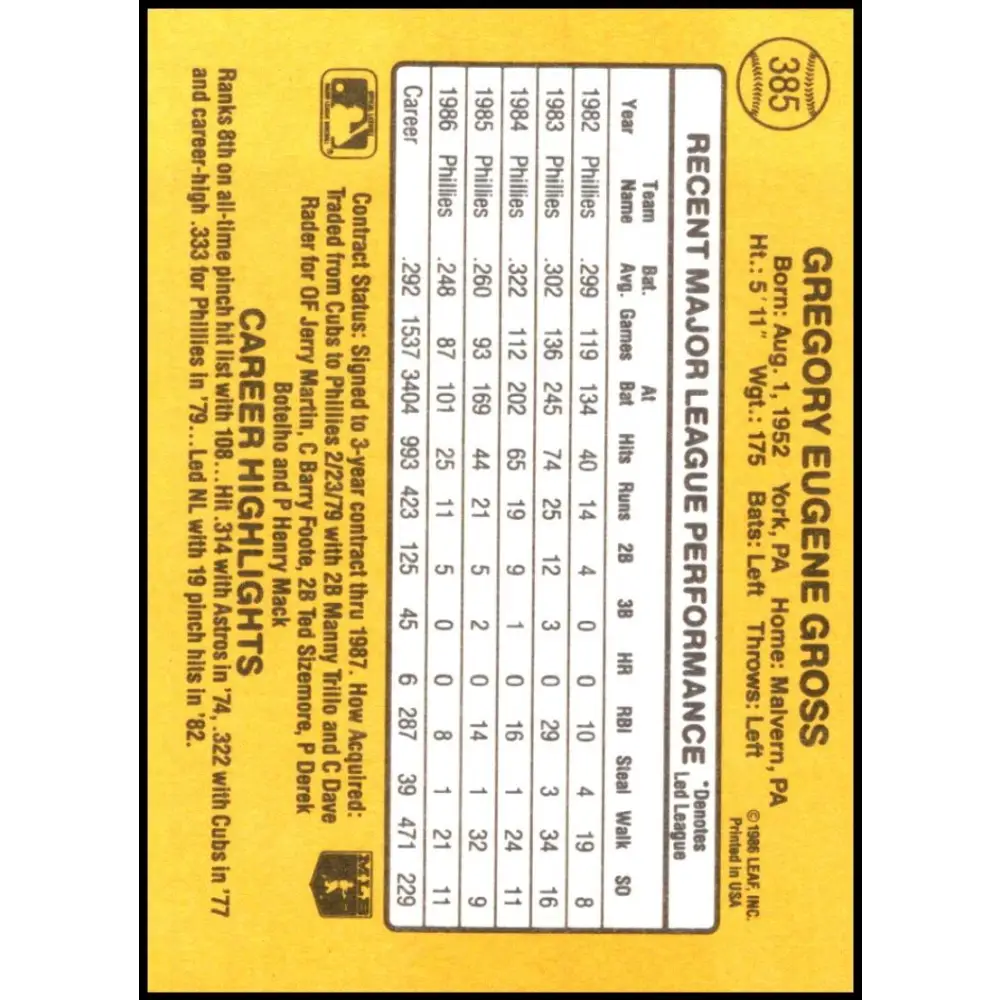 385
GREGORY EUGENE GROSS
Born: Aug. 1, 1952 York, PA Home: Malvern, PA
Ht.: 5'11" Wgt.: 175 Bats: Left Throws: Left
© 1986 LEAF, INC.
Printed in USA
RECENT MAJOR LEAGUE PERFORMANCE
*Denotes Led League
Year Team Name Bat. Avg. Games At Bat Hits Runs 2B 3B HR RBI Steal Walk SO
1982 Phillies .299 119 134 40 14 4 0 0 10 4 19 8
1983 Phillies .302 136 245 74 25 12 3 0 29 3 34 16
1984 Phillies .322 112 202 65 19 9 1 0 16 1 24 11
1985 Phillies .260 93 169 44 21 5 2 0 14 1 32 9
1986 Phillies .248 87 101 25 11 5 0 0 8 1 21 11
Career .292 1537 3404 993 423 125 45 6 287 39 471 229
Contract Status: Signed to 3-year contract thru 1987. How Acquired:
Traded from Cubs to Phillies 2/23/79 with 2B Manny Trillo and C Dave
Rader for OF Jerry Martin, C Barry Foote, 2B Ted Sizemore, P Derek
Botelho and P Henry Mack
MLB
CAREER HIGHLIGHTS
Ranks 8th on all-time pinch hit list with 108...Hit .314 with Astros in '74, .322 with Cubs in '77
and career-high .333 for Phillies in '79...Led NL with 19 pinch hits in '82.